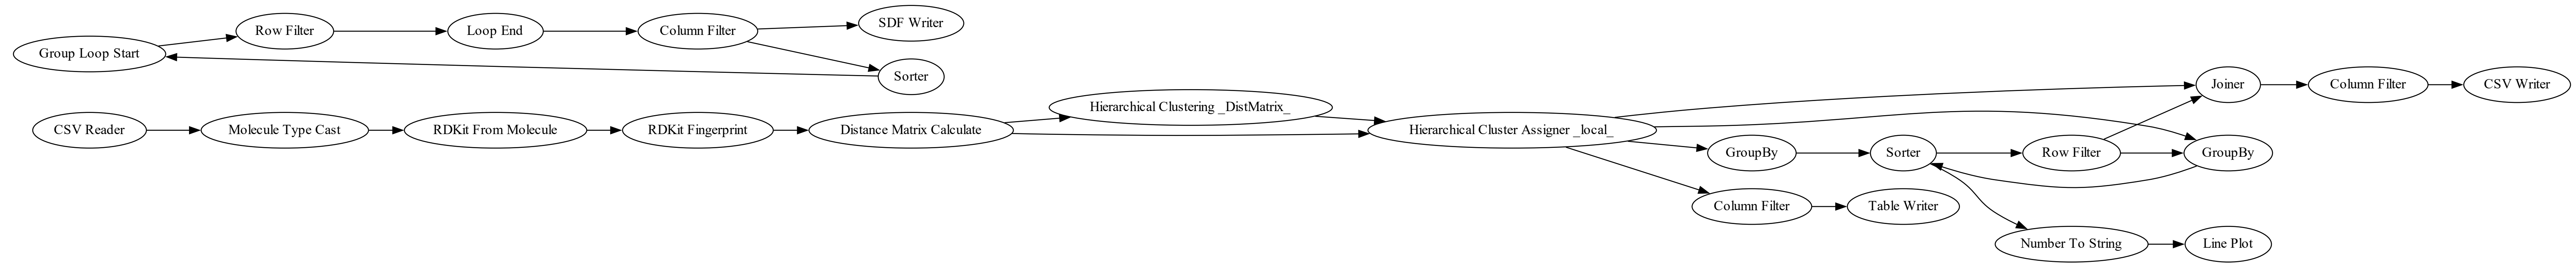 Group Loop Start
Row Filter
Loop End
Column Filter
SDF Writer
Sorter
CSV Reader
Molecule Type Cast
RDKit From Molecule
RDKit Fingerprint
Distance Matrix Calculate
Hierarchical Clustering _DistMatrix_
Hierarchical Cluster Assigner _local_
Joiner
Column Filter
CSV Writer
GroupBy
Sorter
Row Filter
GroupBy
Column Filter
Table Writer
Number To String
Line Plot